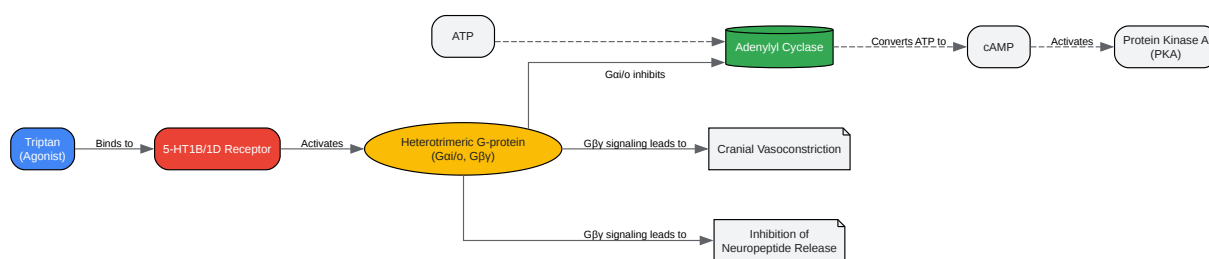 ATP
Adenylyl Cyclase
Converts ATP to
cAMP
Activates
Protein Kinase A
(PKA)
Gαi/o inhibits
Triptan
(Agonist)
Binds to
5-HT1B/1D Receptor
Activates
Heterotrimeric G-protein
(Gαi/o, Gβγ)
Gβγ signaling leads to
Cranial Vasoconstriction
Gβγ signaling leads to
Inhibition of
Neuropeptide Release